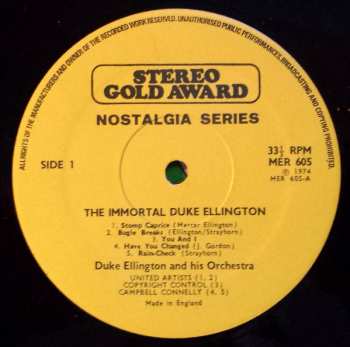 ALL RIGHTS OF THE MANUFACTURERS AND OWNER OF THE RECORDED WORK RESERVED. UNAUTHORISED PUBLIC PERFORMANCE, BROADCASTING AND COPYING PROHIBITED.
STEREO
GOLD AWARD
NOSTALGIA SERIES
SIDE 1
33⅓ RPM
MER 605
℗ 1974
MER 605-A
THE IMMORTAL DUKE ELLINGTON
1. Stomp Caprice (Mercer Ellington)
2. Bugle Breaks (Ellington/Strayhorn)
3. You And I
4. Have You Changed (J. Gordon)
5. Rain-Check (Strayhorn)
Duke Ellington and his Orchestra
UNITED ARTISTS (1, 2)
COPYRIGHT CONTROL (3)
CAMPBELL CONNELLY (4, 5)
Made in England